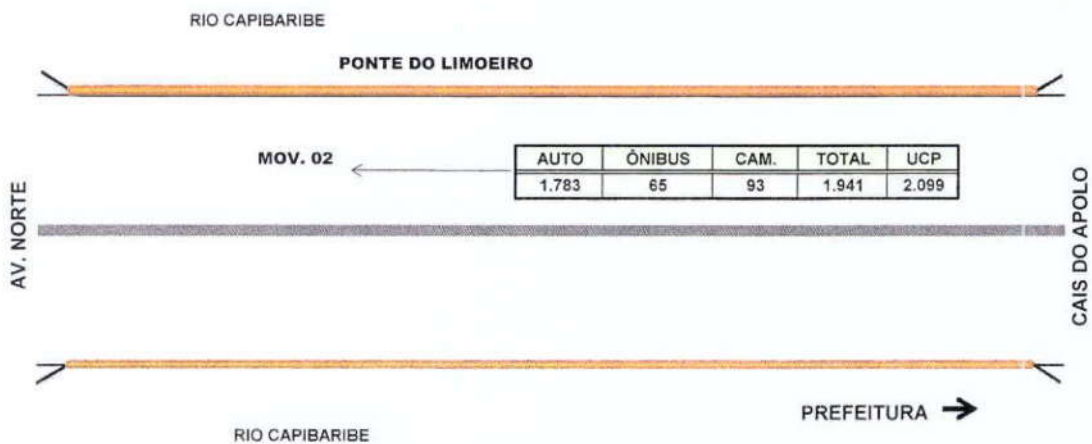 RIO CAPIBARIBE
PONTE DO LIMOEIRO
MOV. 02
AUTO ÔNIBUS CAM. TOTAL UCP
1.783 65 93 1.941 2.099
AV. NORTE
CAIS DO APOLO
PREFEITURA
RIO CAPIBARIBE